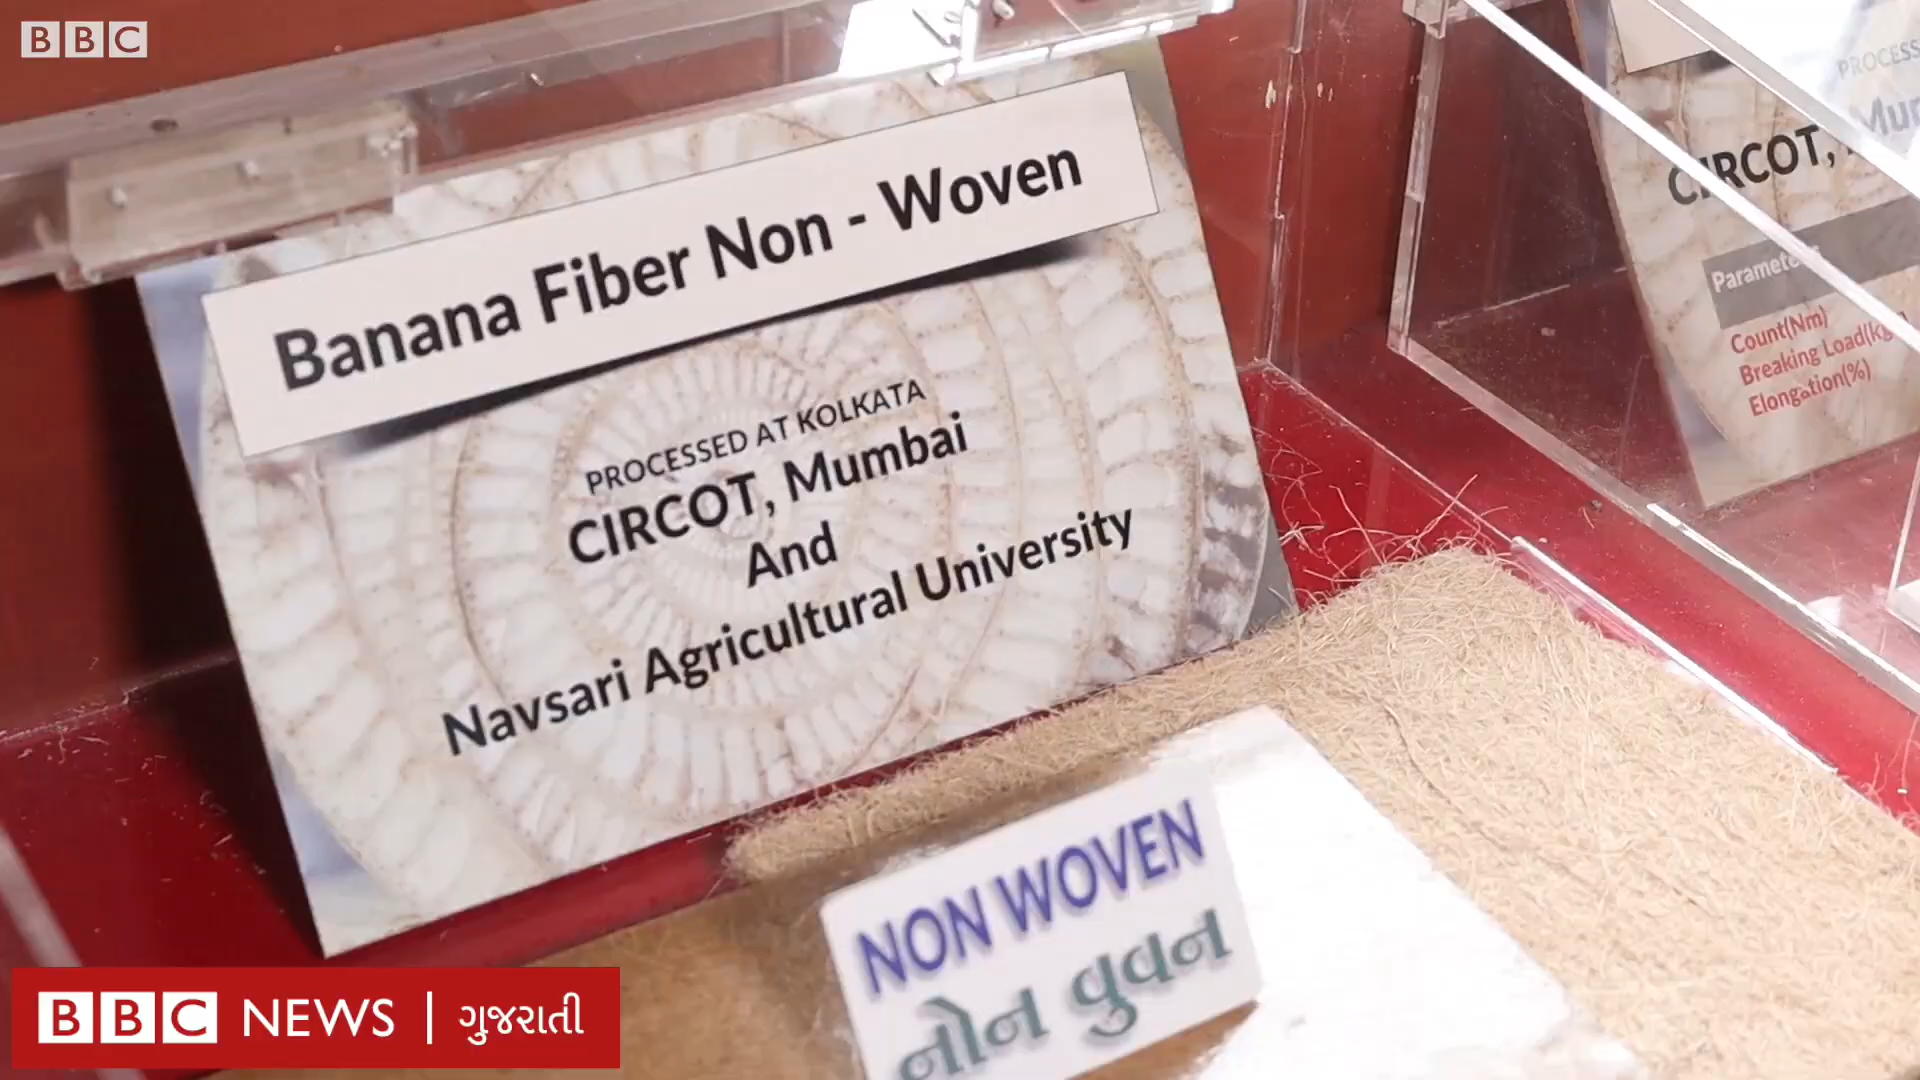 BBC
Banana Fiber Non - Woven
PROCESSED AT KOLKATA
CIRCOT, Mumbai
And
Navsari Agricultural University
NON WOVEN
નોન વુવન
CIRCOT,
Count(Nm)
Breaking Load
Elongation(%)
BBC NEWS | ગુજરાતી